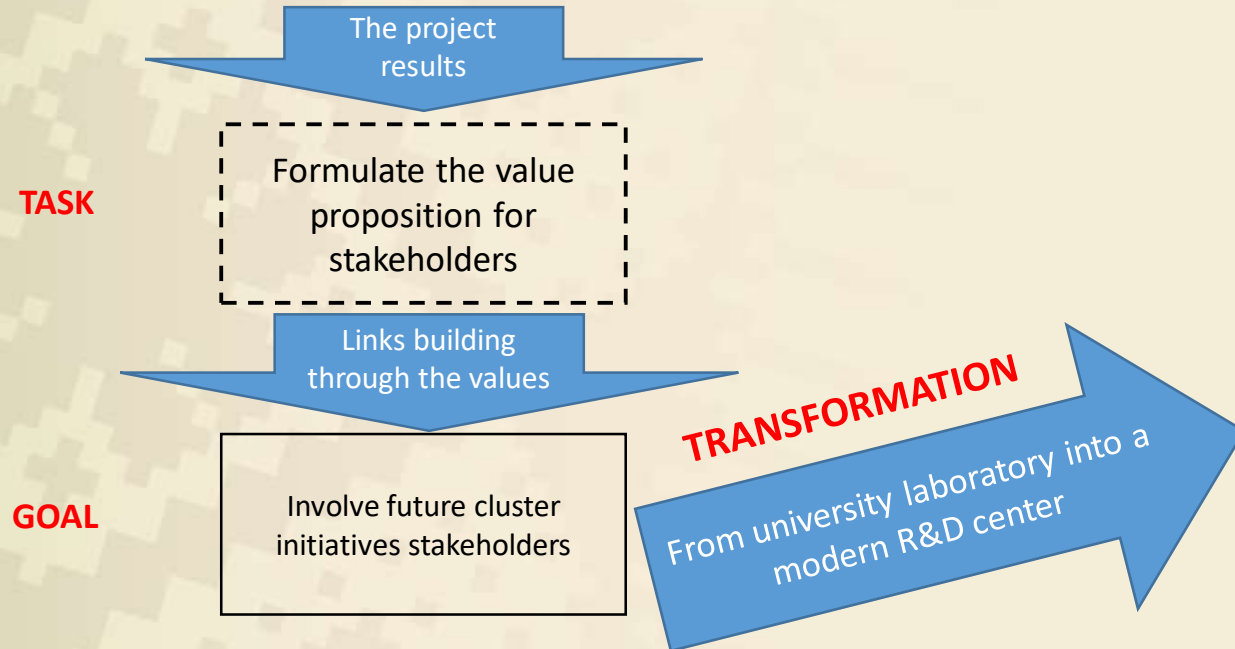 The project
results
TASK
Formulate the value
proposition for
stakeholders
Links building
through the values
GOAL
Involve future cluster
initiatives stakeholders
TRANSFORMATION
From university laboratory into a
modern R&D center